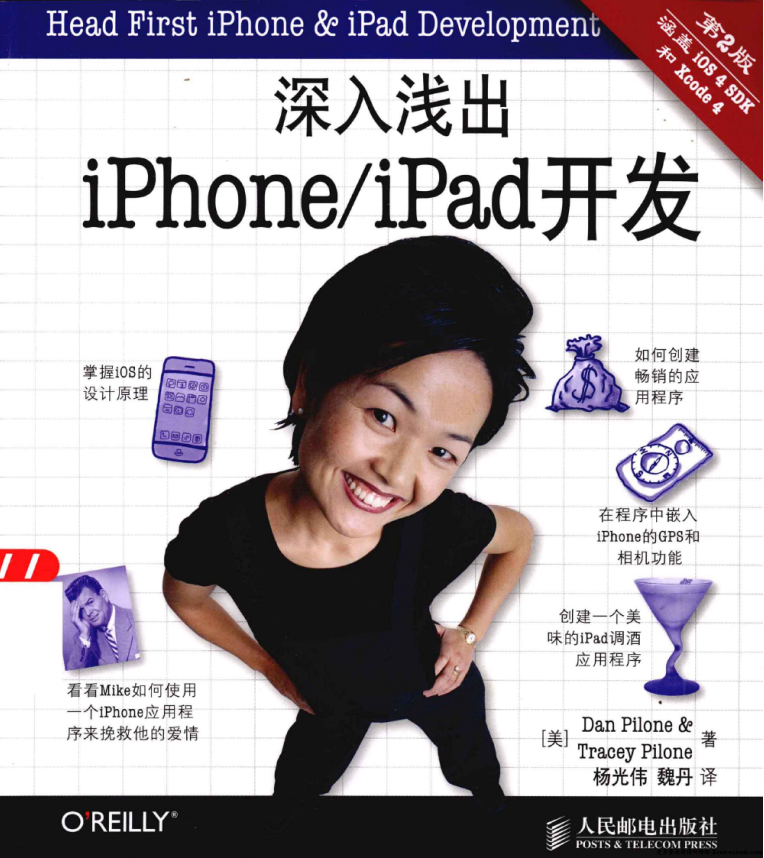 Head First iPhone & iPad Development
第2版
涵盖 iOS 4 SDK
和 Xcode 4
深入浅出
iPhone/iPad开发
掌握iOS的
设计原理
如何创建
畅销的应
用程序
在程序中嵌入
iPhone的GPS和
相机功能
创建一个美
味的iPad调酒
应用程序
看看Mike如何使用
一个iPhone应用程
序来挽救他的爱情
[美] Dan Pilone & Tracey Pilone 著
杨光伟 魏丹 译
O'REILLY®
人民邮电出版社
POSTS & TELECOM PRESS